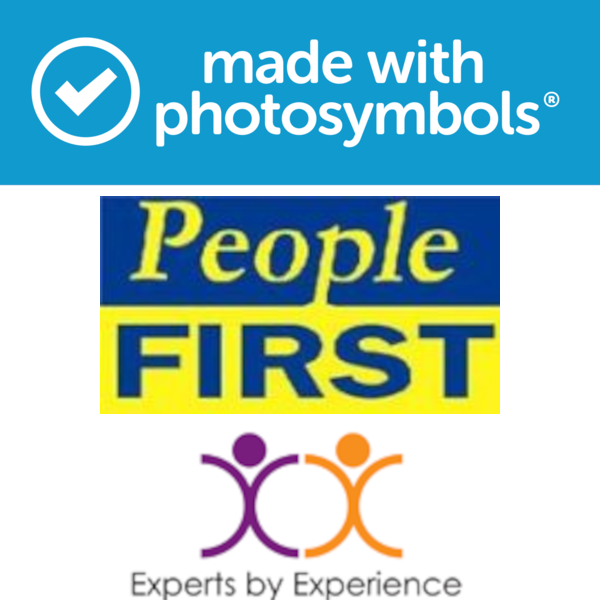 made with
photosymbols®
People
FIRST
Experts by Experience